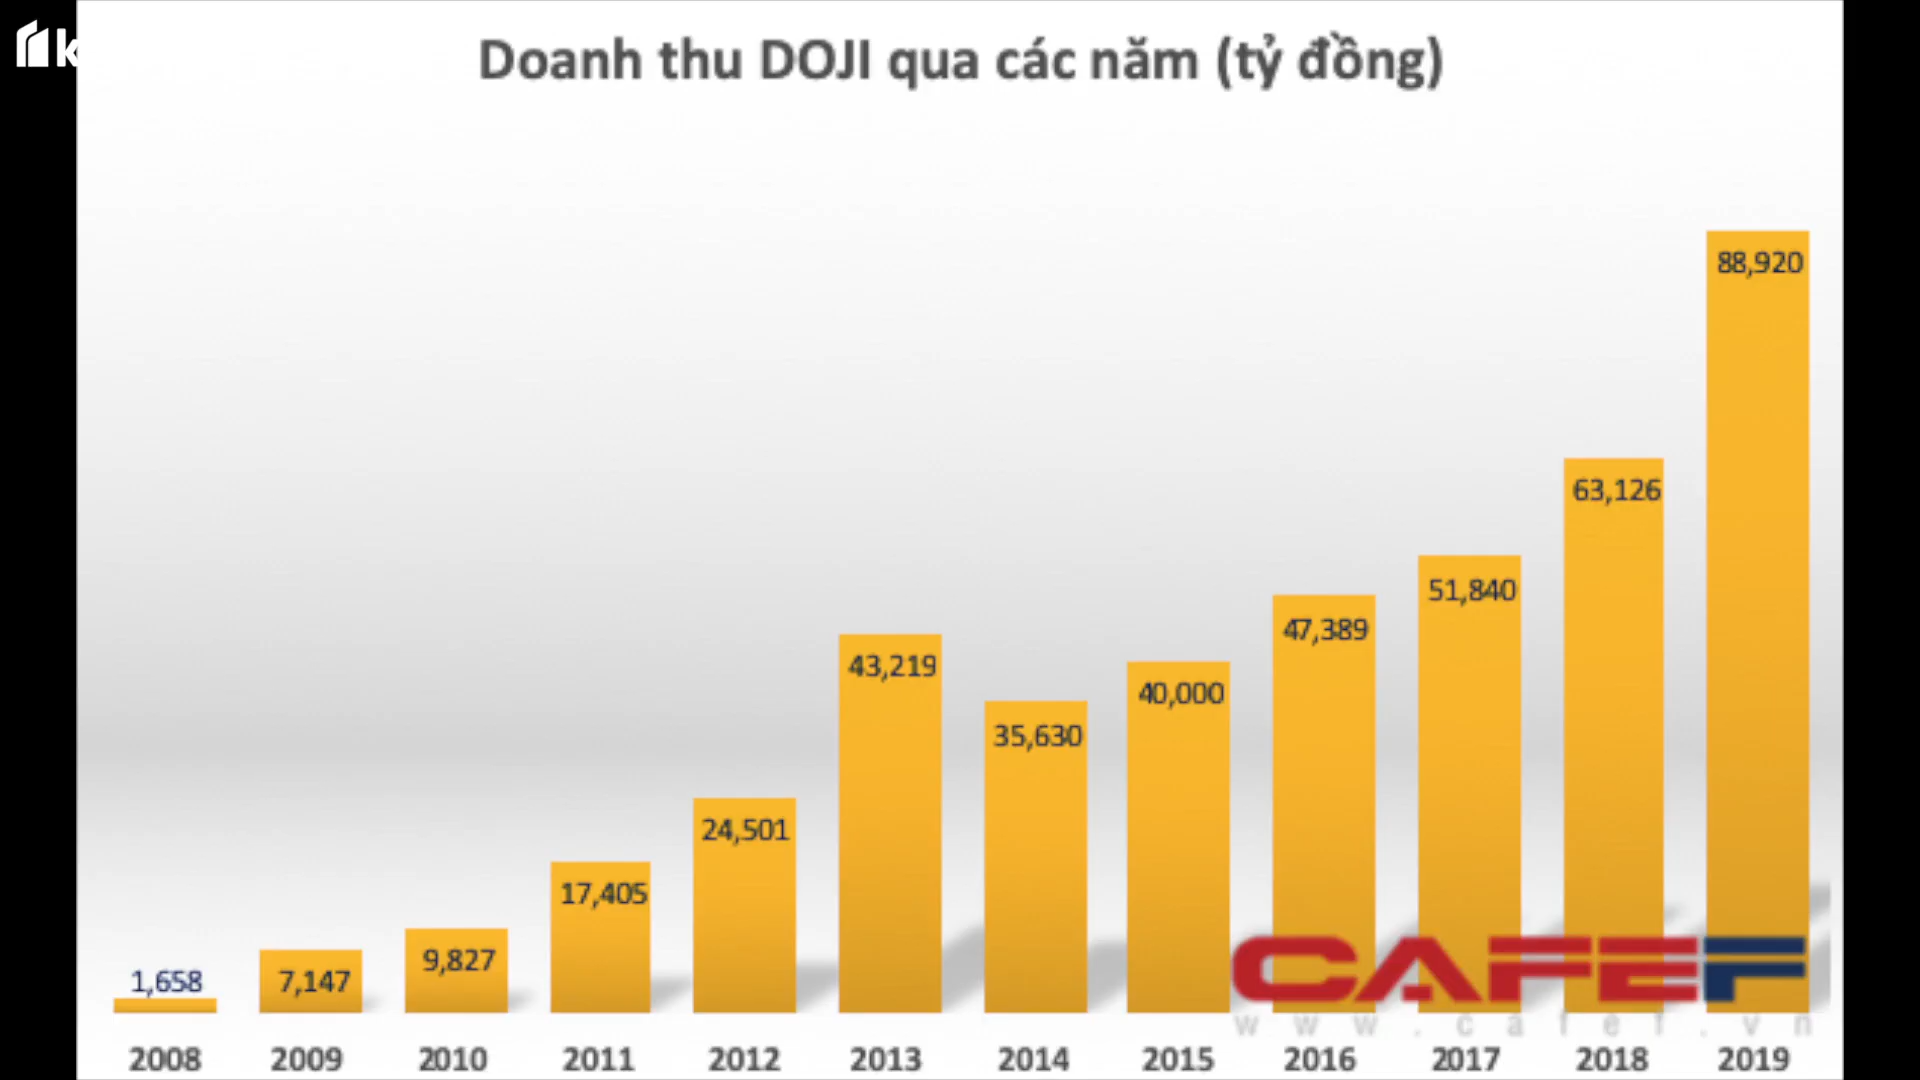 k
Doanh thu DOJI qua các năm (tỷ đồng)
88,920
63,126
51,840
47,389
43,219
40,000
35,630
24,501
17,405
9,827
7,147
1,658
CAFEF
www.cafef.vn
2008 2009 2010 2011 2012 2013 2014 2015 2016 2017 2018 2019